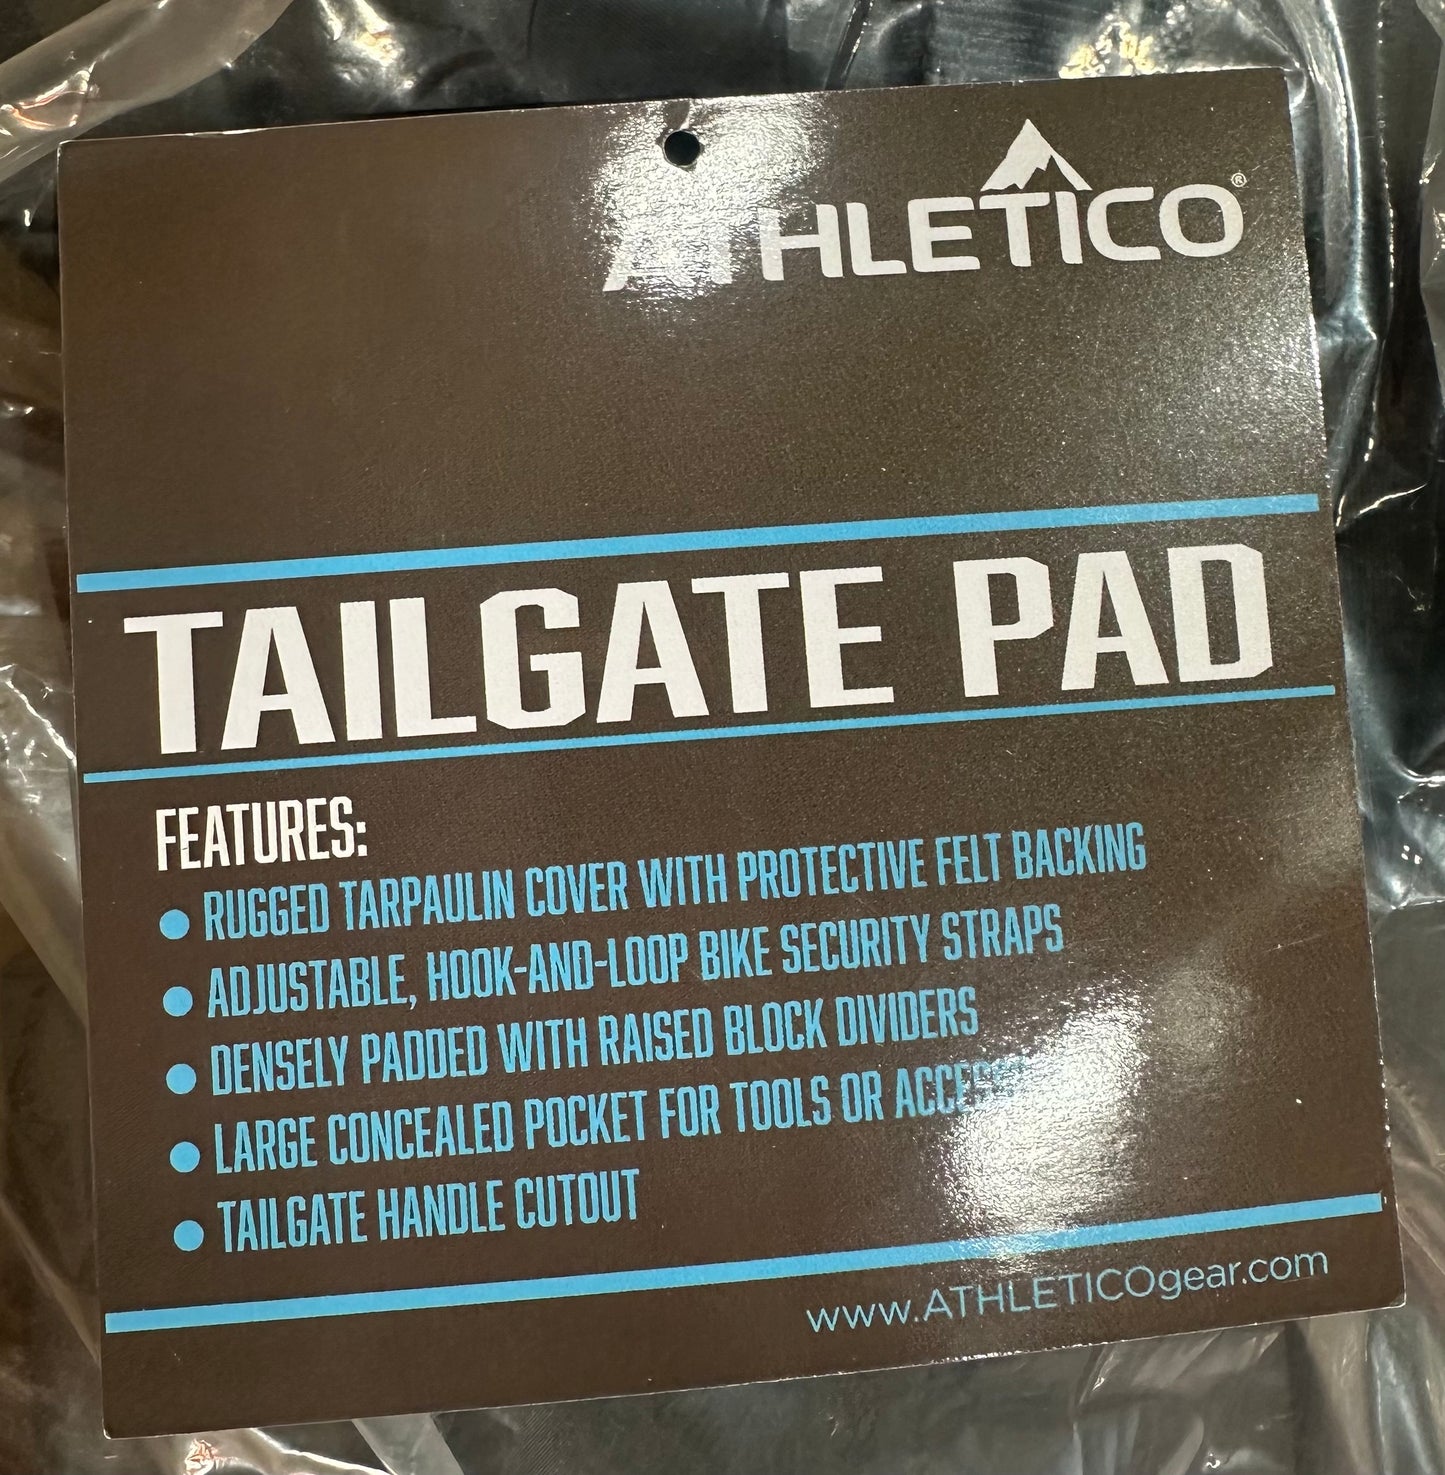 ATHLETICO®
TAILGATE PAD
FEATURES:
• RUGGED TARPAULIN COVER WITH PROTECTIVE FELT BACKING
• ADJUSTABLE, HOOK-AND-LOOP BIKE SECURITY STRAPS
• DENSELY PADDED WITH RAISED BLOCK DIVIDERS
• LARGE CONCEALED POCKET FOR TOOLS OR
• TAILGATE HANDLE CUTOUT
www.ATHLETICOgear.com